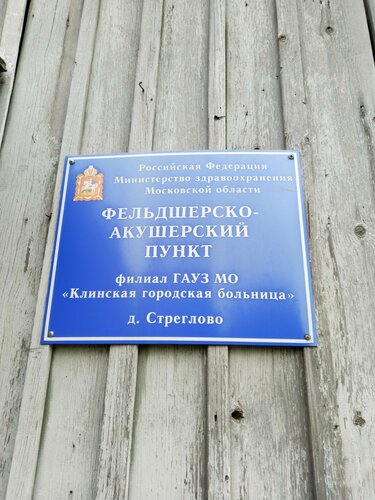 Российская Федерация
Министерство здравоохранения
Московской области
ФЕЛЬДШЕРСКО-
АКУШЕРСКИЙ
ПУНКТ
филиал ГАУЗ МО
«Клинская городская больница»
д. Стреглово